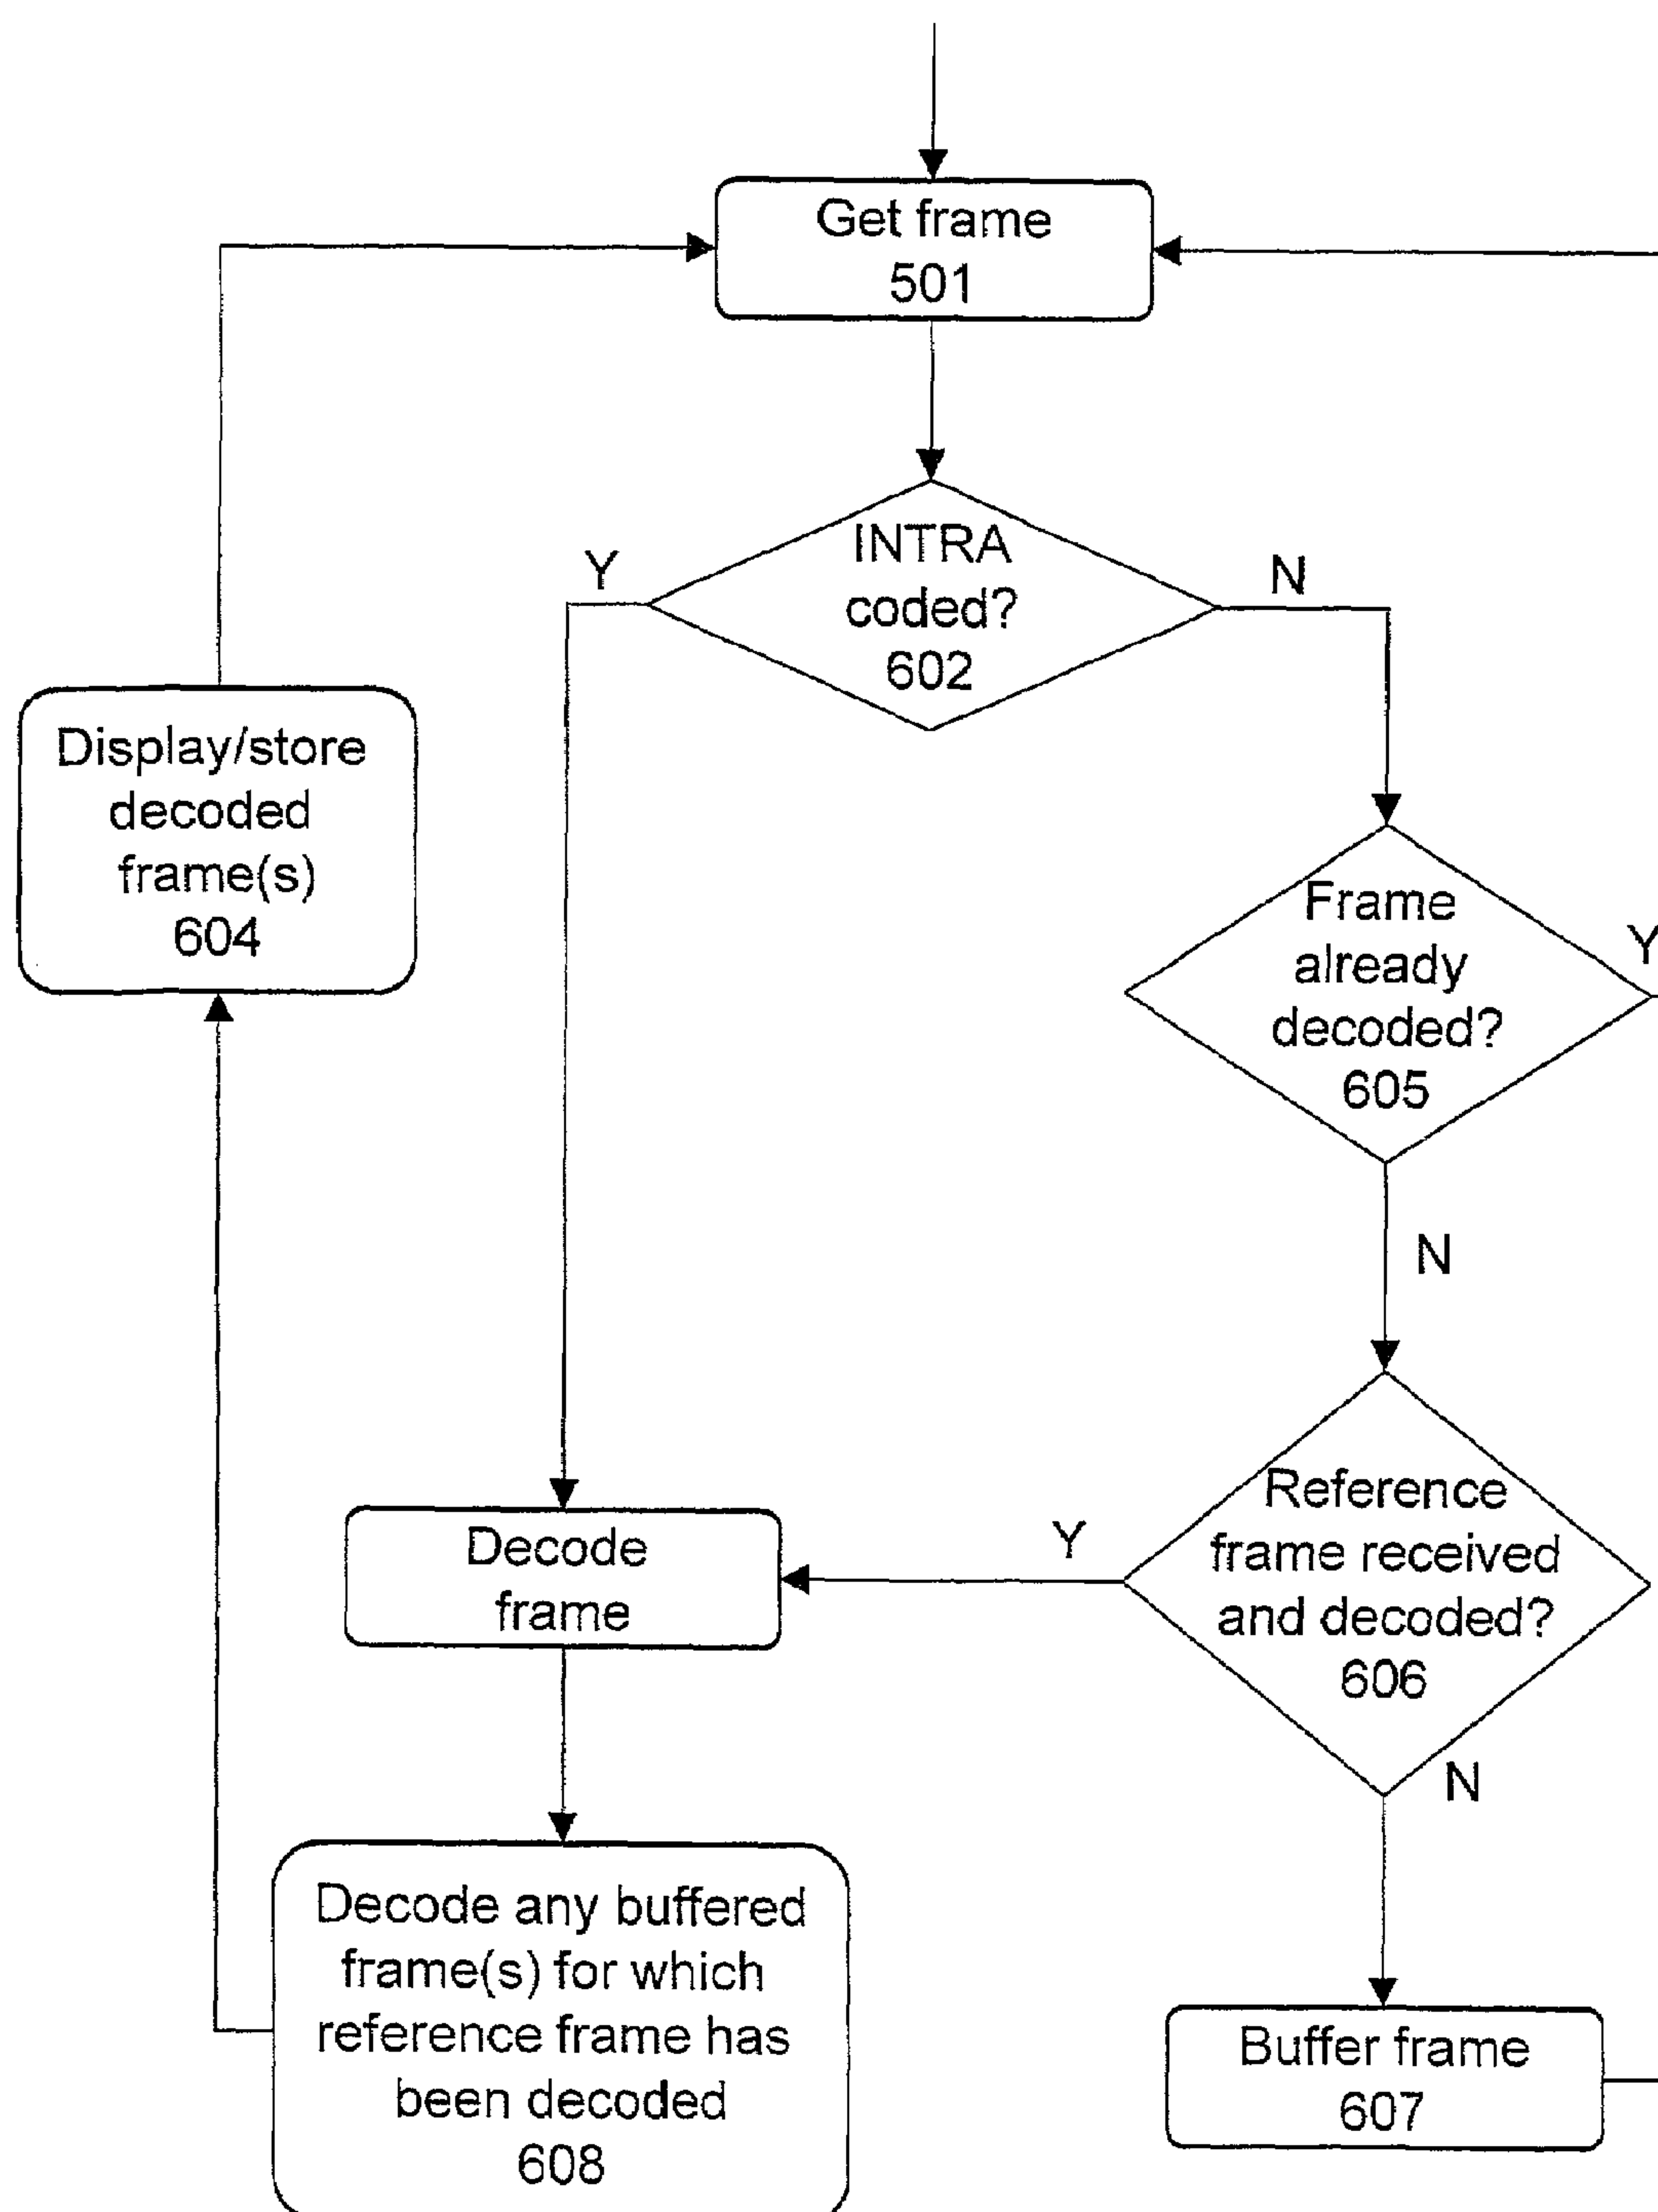 Get frame
501
INTRA
coded?
602
Y
N
Display/store
decoded
frame(s)
604
Frame
already
decoded?
605
Y
N
Decode
frame
Y
Reference
frame received
and decoded?
606
N
Decode any buffered
frame(s) for which
reference frame has
been decoded
608
Buffer frame
607